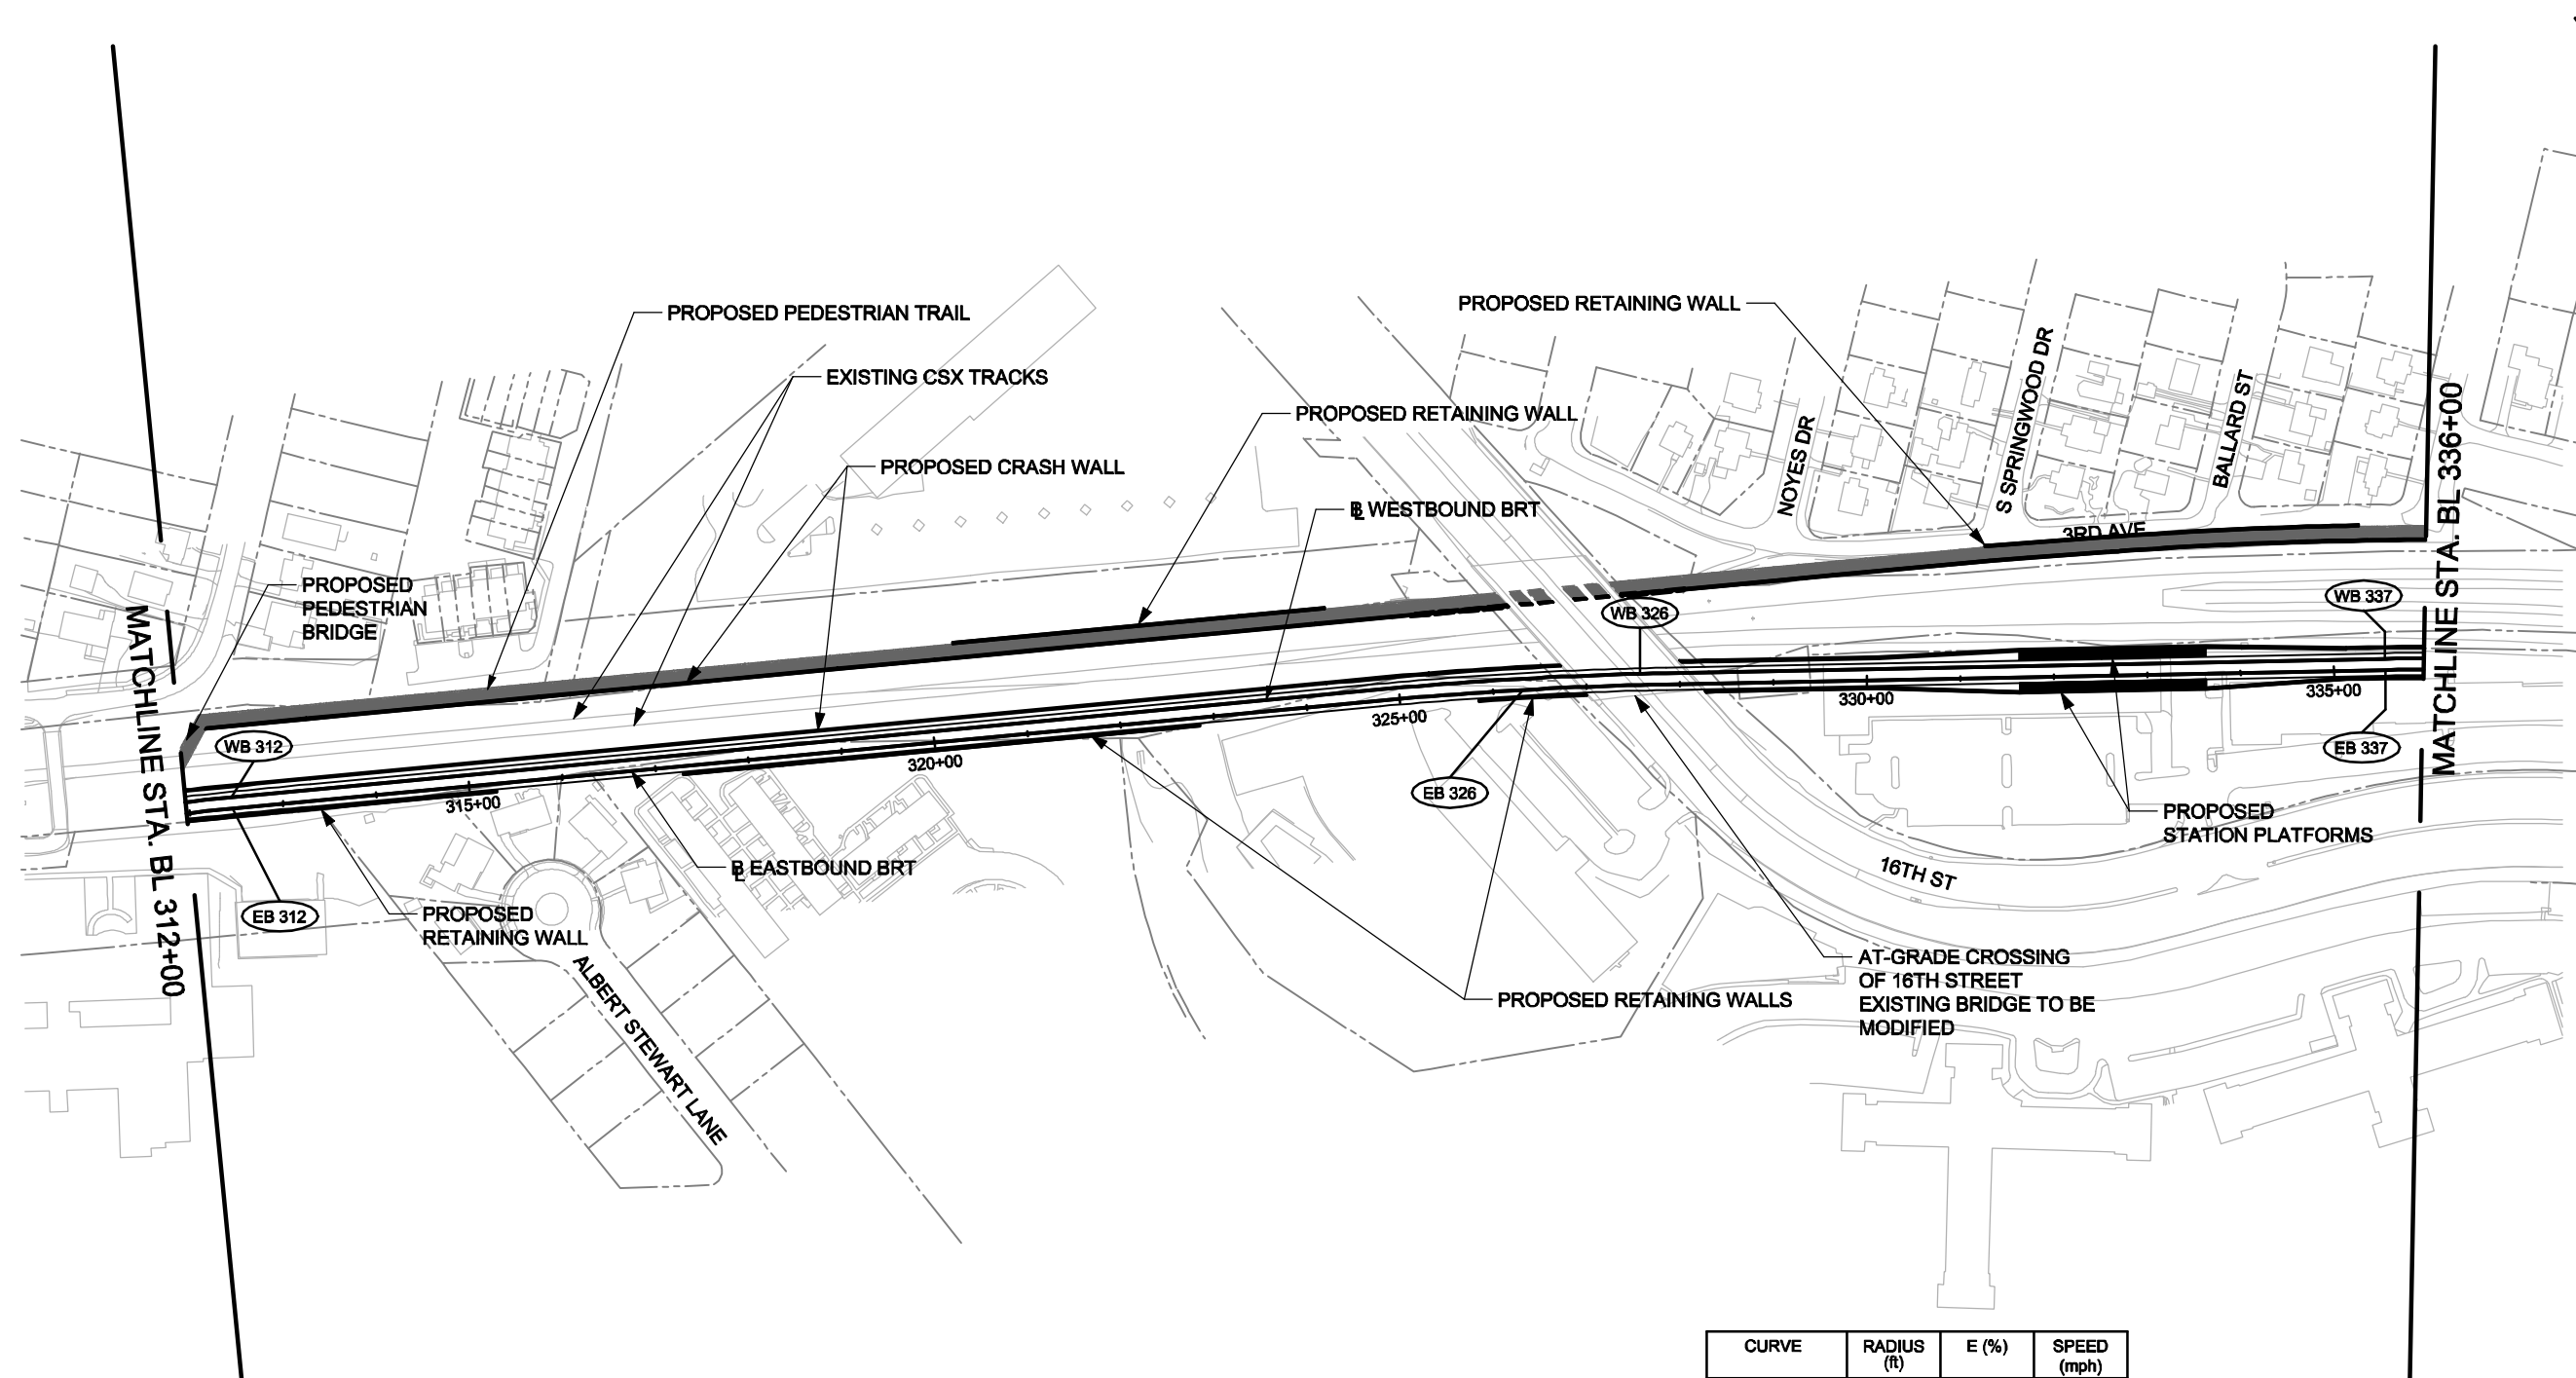 PROPOSED PEDESTRIAN TRAIL
EXISTING CSX TRACKS
PROPOSED CRASH WALL
PROPOSED RETAINING WALL
PROPOSED RETAINING WALL
BL WESTBOUND BRT
NOYES DR
S SPRINGWOOD DR
BALLARD ST
3RD AVE
MATCHLINE STA. BL 336+00
MATCHLINE STA. BL 312+00
PROPOSED
PEDESTRIAN
BRIDGE
WB 312
WB 326
WB 337
315+00
320+00
325+00
330+00
335+00
EB 312
EB 326
EB 337
PROPOSED
RETAINING WALL
BL EASTBOUND BRT
ALBERT STEWART LANE
PROPOSED RETAINING WALLS
16TH ST
PROPOSED
STATION PLATFORMS
AT-GRADE CROSSING
OF 16TH STREET
EXISTING BRIDGE TO BE
MODIFIED
CURVE RADIUS (ft) E (%) SPEED (mph)